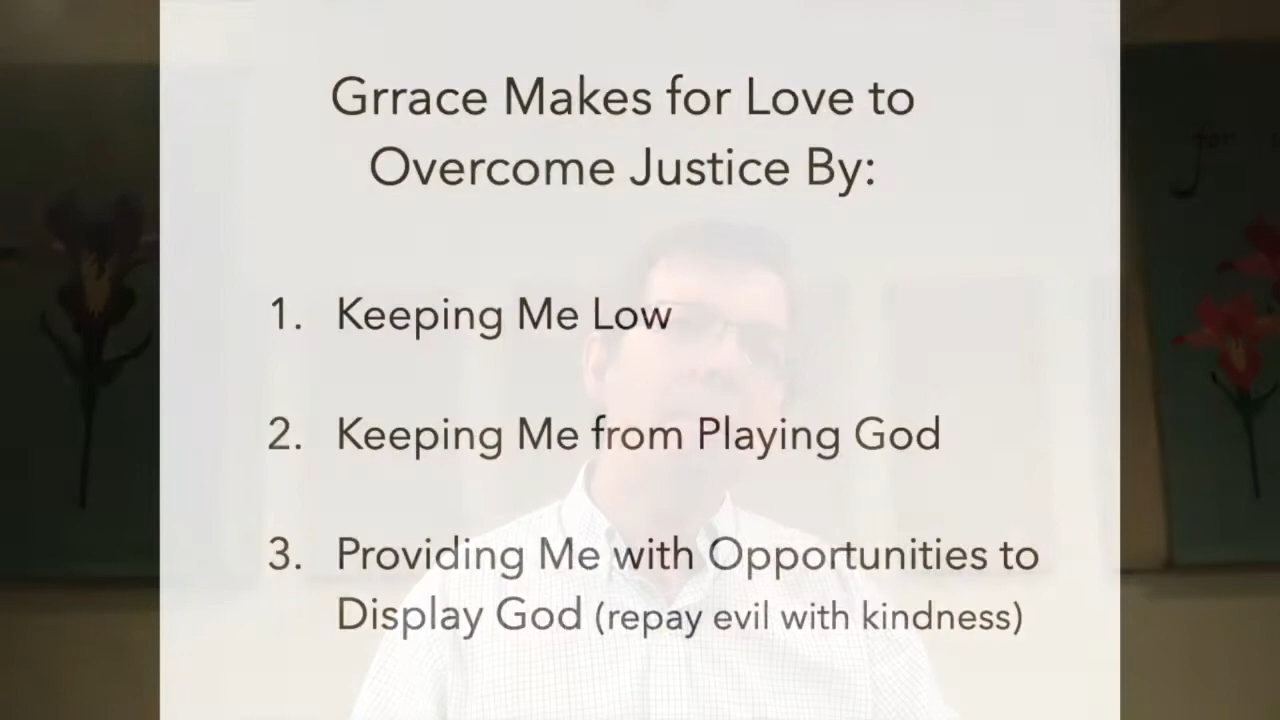 Grrace Makes for Love to
Overcome Justice By:
1. Keeping Me Low
2. Keeping Me from Playing God
3. Providing Me with Opportunities to
Display God (repay evil with kindness)
for